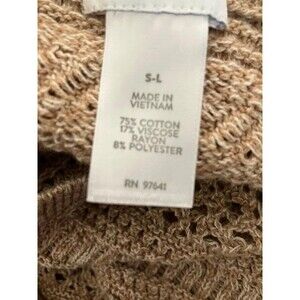 S-L
MADE IN
VIETNAM
75% COTTON
17% VISCOSE
RAYON
8% POLYESTER
RN 97641